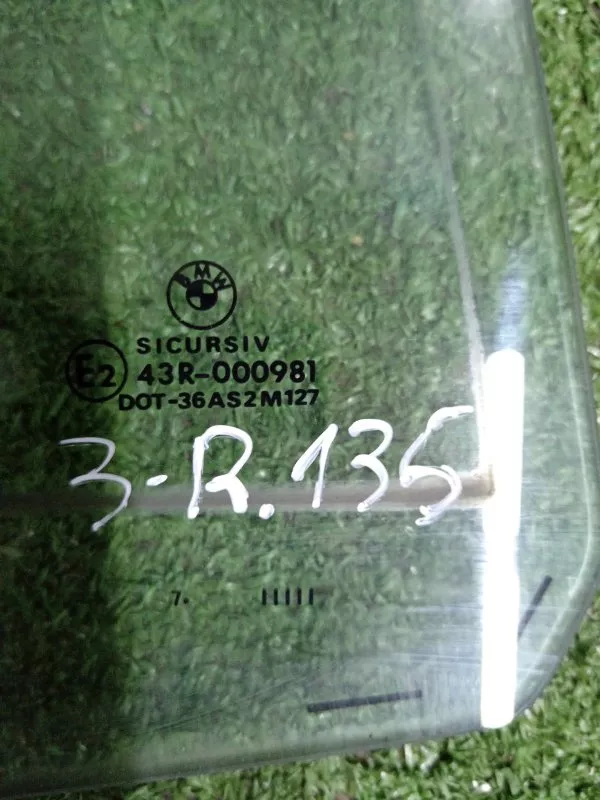 BMW
SICURSIV
E2 43R-000981
DOT-36AS2M127
3-R.135
7. IIIII